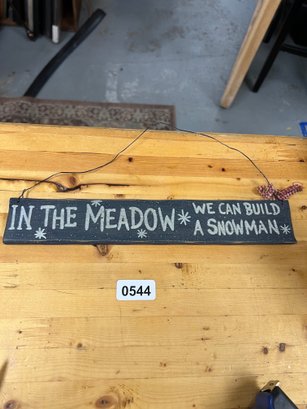 IN THE MEADOW
WE CAN BUILD
A SNOWMAN
0544